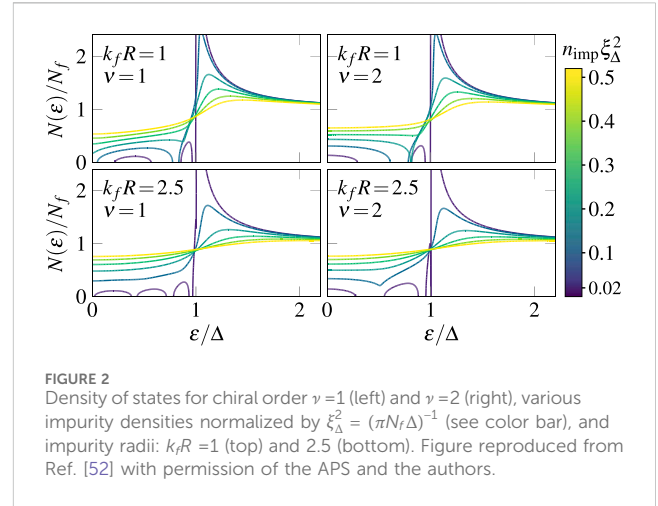 k_f R = 1
ν = 1
k_f R = 1
ν = 2
n_imp ξ_Δ^2
N(ε)/N_f
2
1
0
0.5
0.4
0.3
0.2
0.1
0.02
k_f R = 2.5
ν = 1
k_f R = 2.5
ν = 2
N(ε)/N_f
2
1
0
0 1 2 0 1 2
ε/Δ ε/Δ
FIGURE 2
Density of states for chiral order ν =1 (left) and ν =2 (right), various
impurity densities normalized by ξ_Δ^2 = (πN_f Δ)^−1 (see color bar), and
impurity radii: k_f R =1 (top) and 2.5 (bottom). Figure reproduced from
Ref. [52] with permission of the APS and the authors.